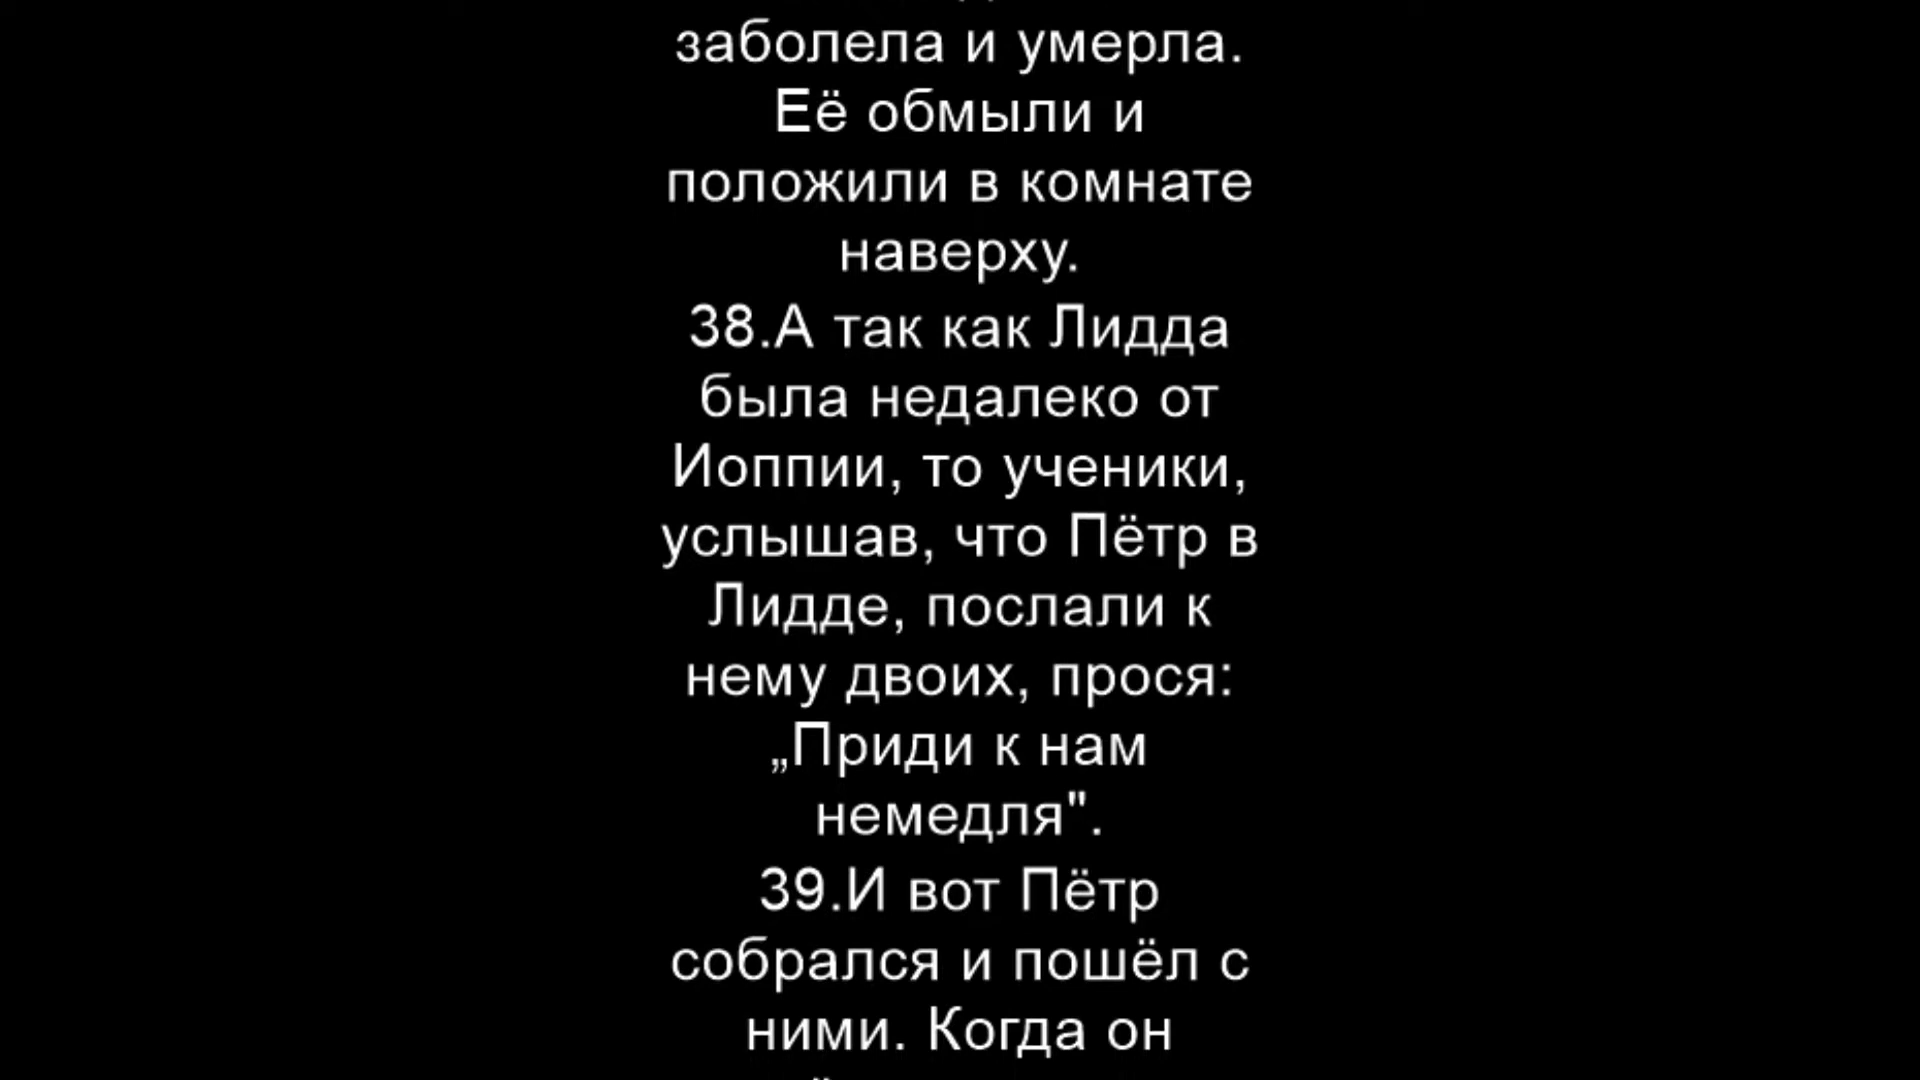 заболела и умерла.
Её обмыли и
положили в комнате
наверху.
38.А так как Лидда
была недалеко от
Иоппии, то ученики,
услышав, что Пётр в
Лидде, послали к
нему двоих, прося:
„Приди к нам
немедля".
39.И вот Пётр
собрался и пошёл с
ними. Когда он